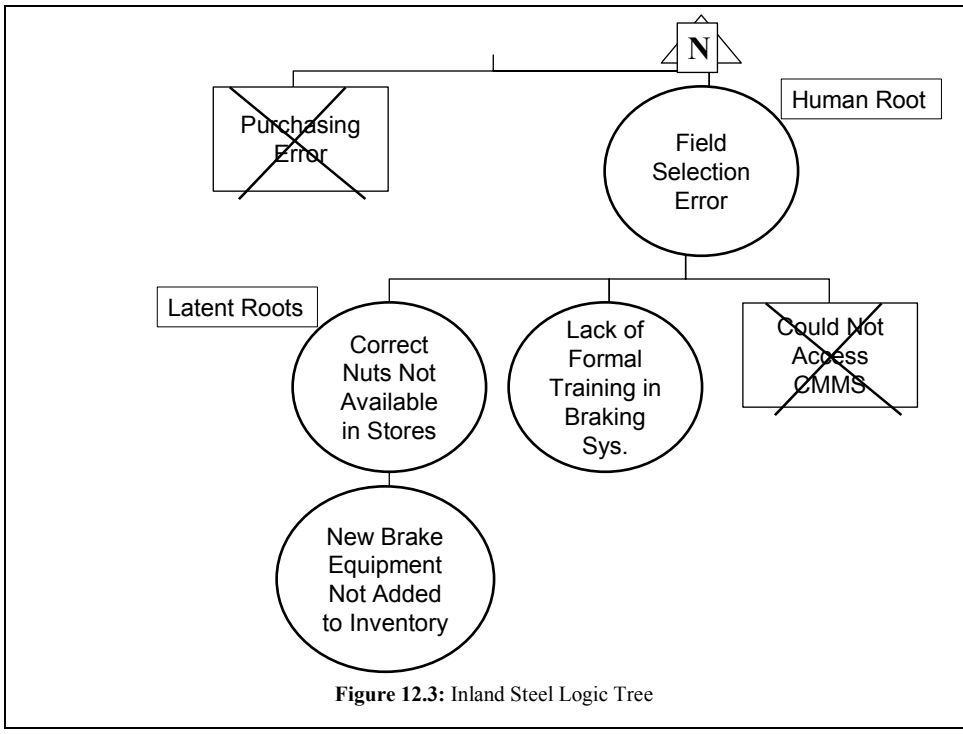 N
Human Root
Purchasing
Error
Field
Selection
Error
Latent Roots
Correct
Nuts Not
Available
in Stores
Lack of
Formal
Training in
Braking
Sys.
Could Not
Access
CMMS
New Brake
Equipment
Not Added
to Inventory
Figure 12.3: Inland Steel Logic Tree